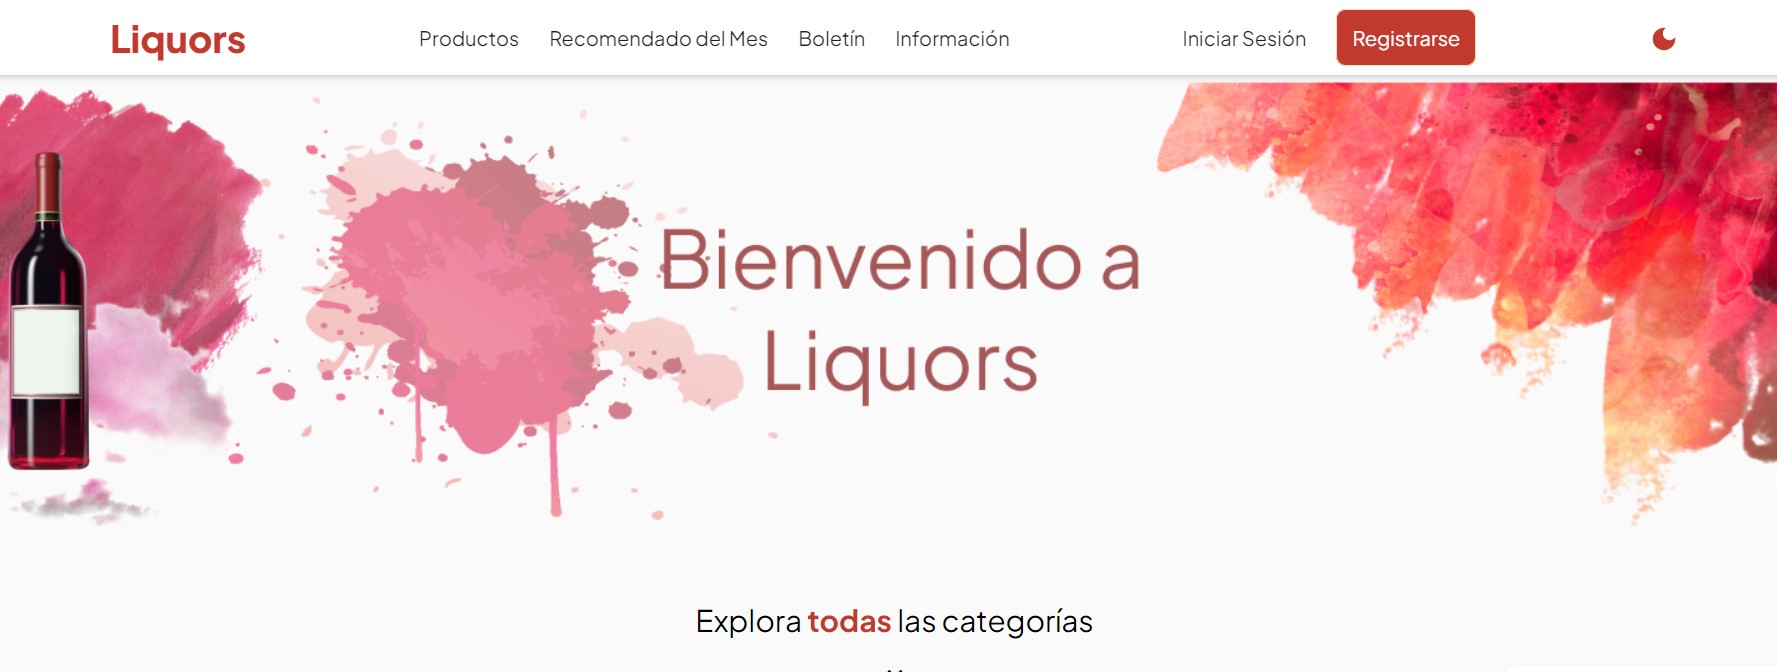 Liquors
Productos Recomendado del Mes Boletín Información
Iniciar Sesión Registrarse
Bienvenido a
Liquors
Explora todas las categorías